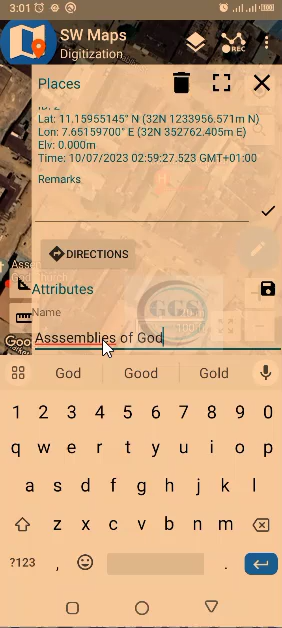 3:01
SW Maps
Digitization
REC
Places
ID: 2
Lat: 11.15955145° N (32N 1233956.571m N)
Lon: 7.65159700° E (32N 352762.405m E)
Elv: 0.000m
Time: 10/07/2023 02:59:27.523 GMT+01:00
Remarks
DIRECTIONS
Attributes
GGS
Name
Goo
Asssemblies of God
God Good Gold
1 2 3 4 5 6 7 8 9 0
q w e r t y u i o p
a s d f g h j k l
z x c v b n m
?123 , .